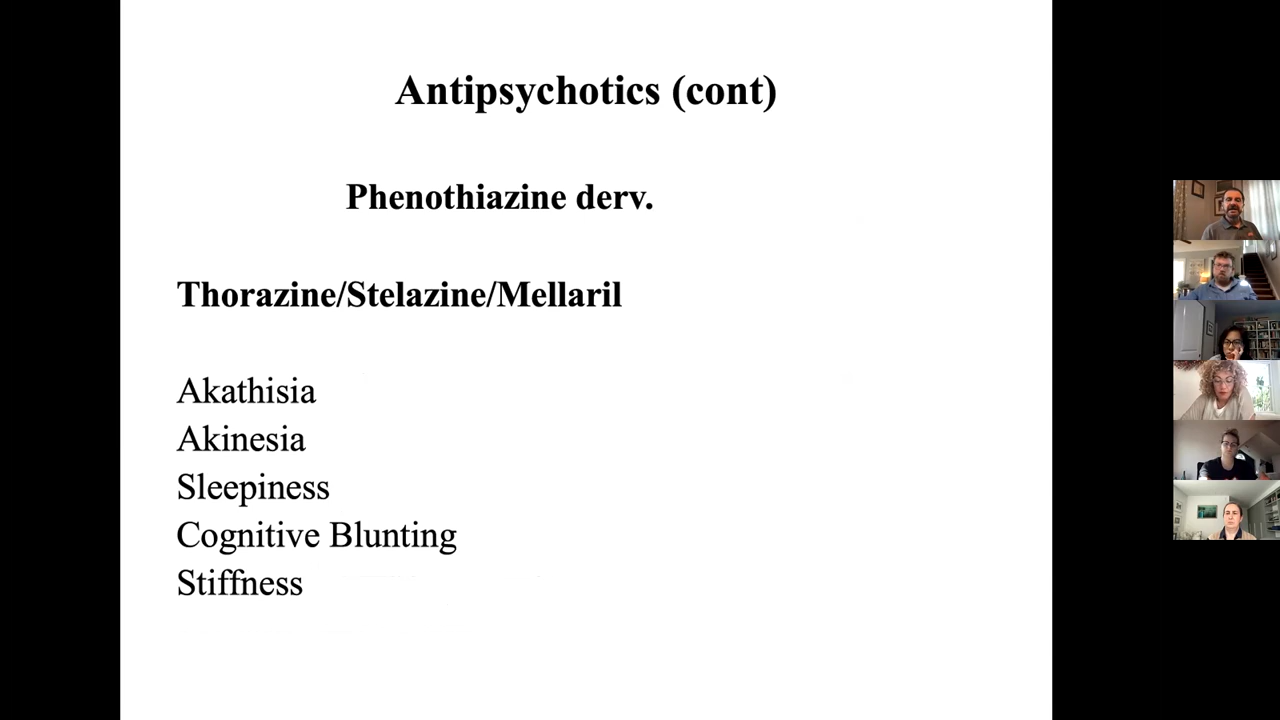 Antipsychotics (cont)
Phenothiazine derv.
Thorazine/Stelazine/Mellaril
Akathisia
Akinesia
Sleepiness
Cognitive Blunting
Stiffness